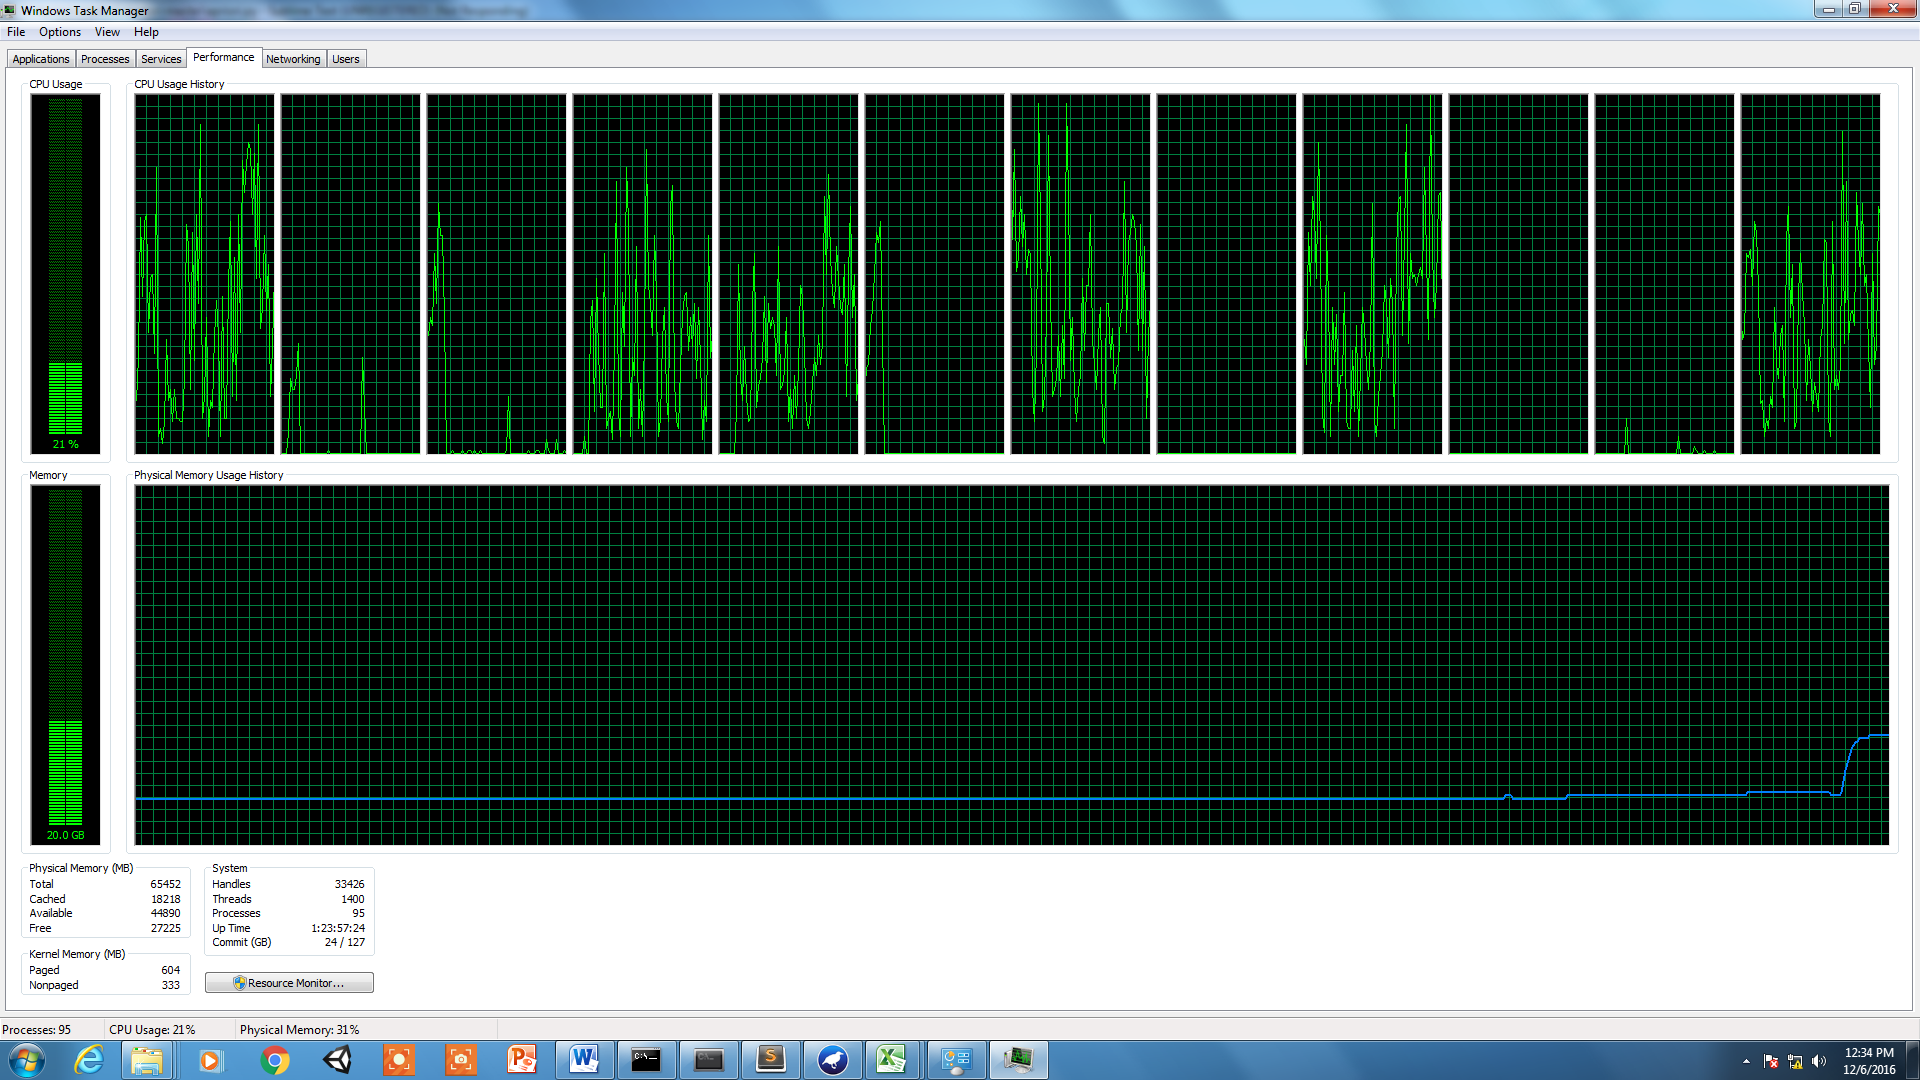 Windows Task Manager
File Options View Help
Applications Processes Services Performance Networking Users
CPU Usage CPU Usage History
21 %
Memory Physical Memory Usage History
20.0 GB
Physical Memory (MB)
Total 65452
Cached 18218
Available 44890
Free 27225
Kernel Memory (MB)
Paged 604
Nonpaged 333
System
Handles 33426
Threads 1400
Processes 95
Up Time 1:23:57:24
Commit (GB) 24 / 127
Resource Monitor...
Processes: 95 CPU Usage: 21% Physical Memory: 31%
12:34 PM
12/6/2016